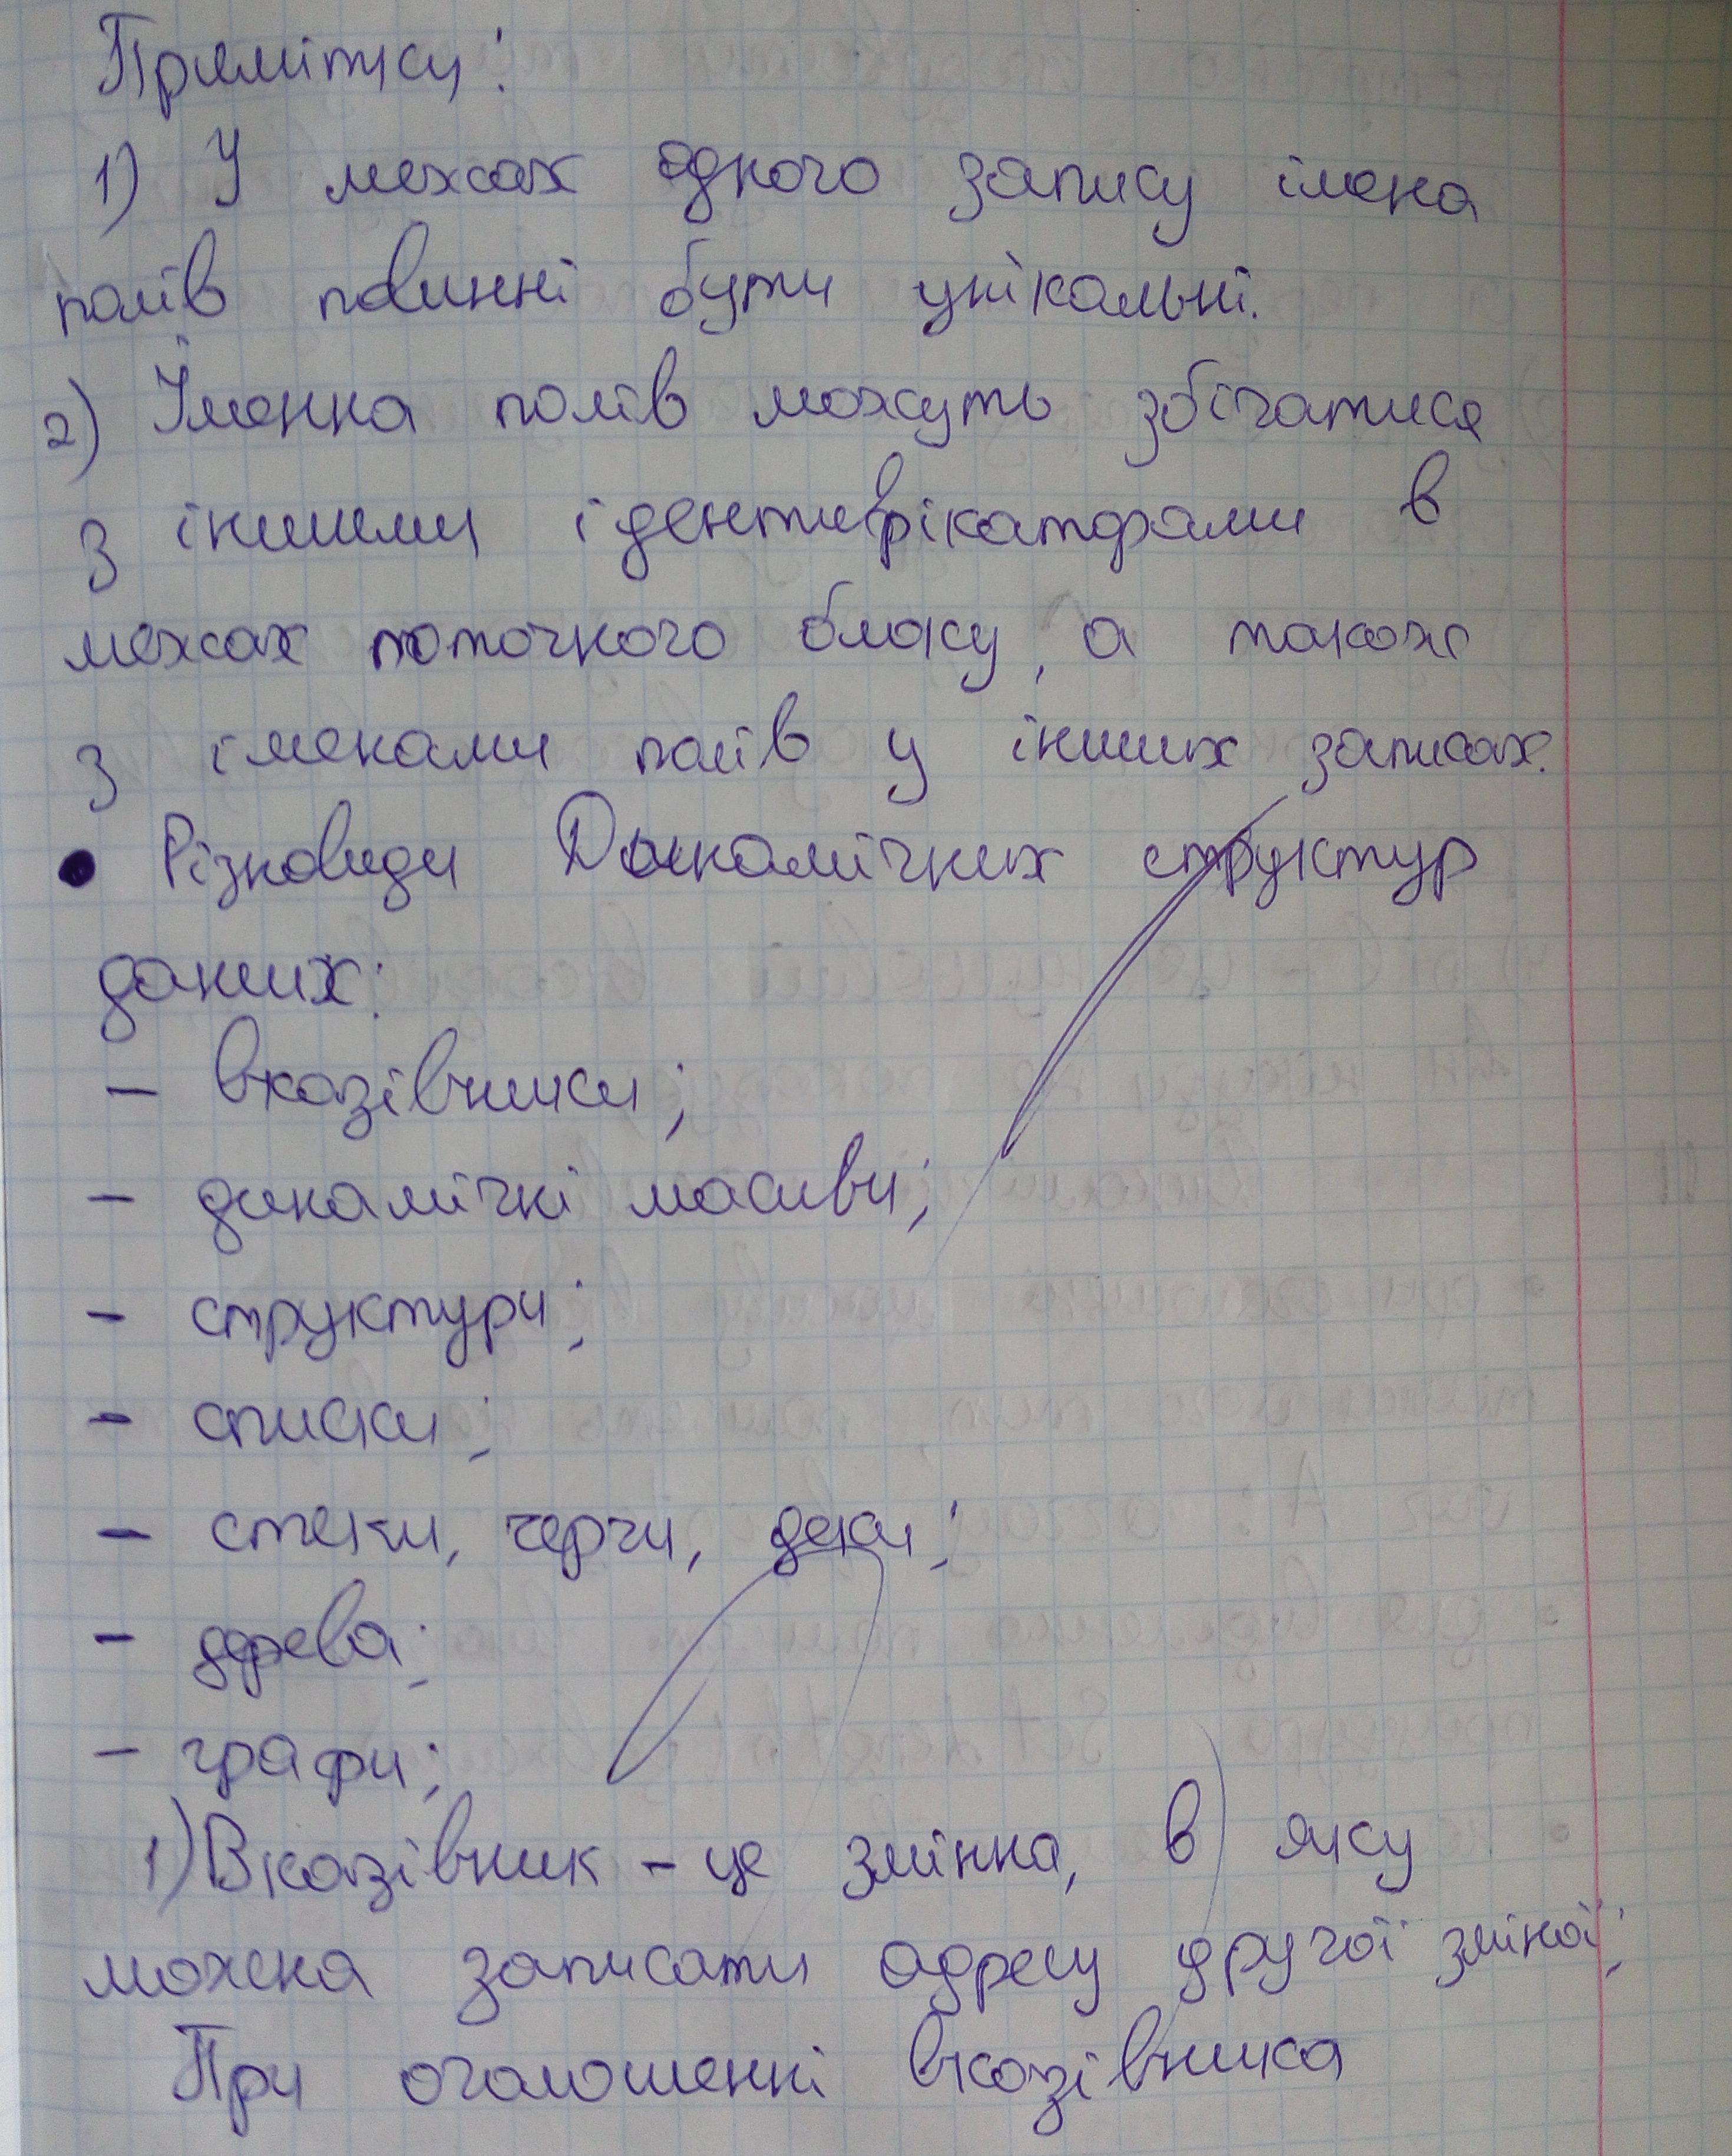 Примітки:
1) У межах одного запису імена
полів повинні бути унікальні.
2) Іменна полів можуть збігатися
з іншими ідентифікаторами в
межах поточного блоку, а також
з іменами полів у інших записах.
• Різновиди Динамічних структур
даних:
– вказівники;
– динамічні масиви;
– структури;
– списки;
– стеки, черги, деки;
– дерева;
– графи;
1) Вказівник – це змінна, в яку
можна записати адресу другої зміної;
При оголошенні вказівника